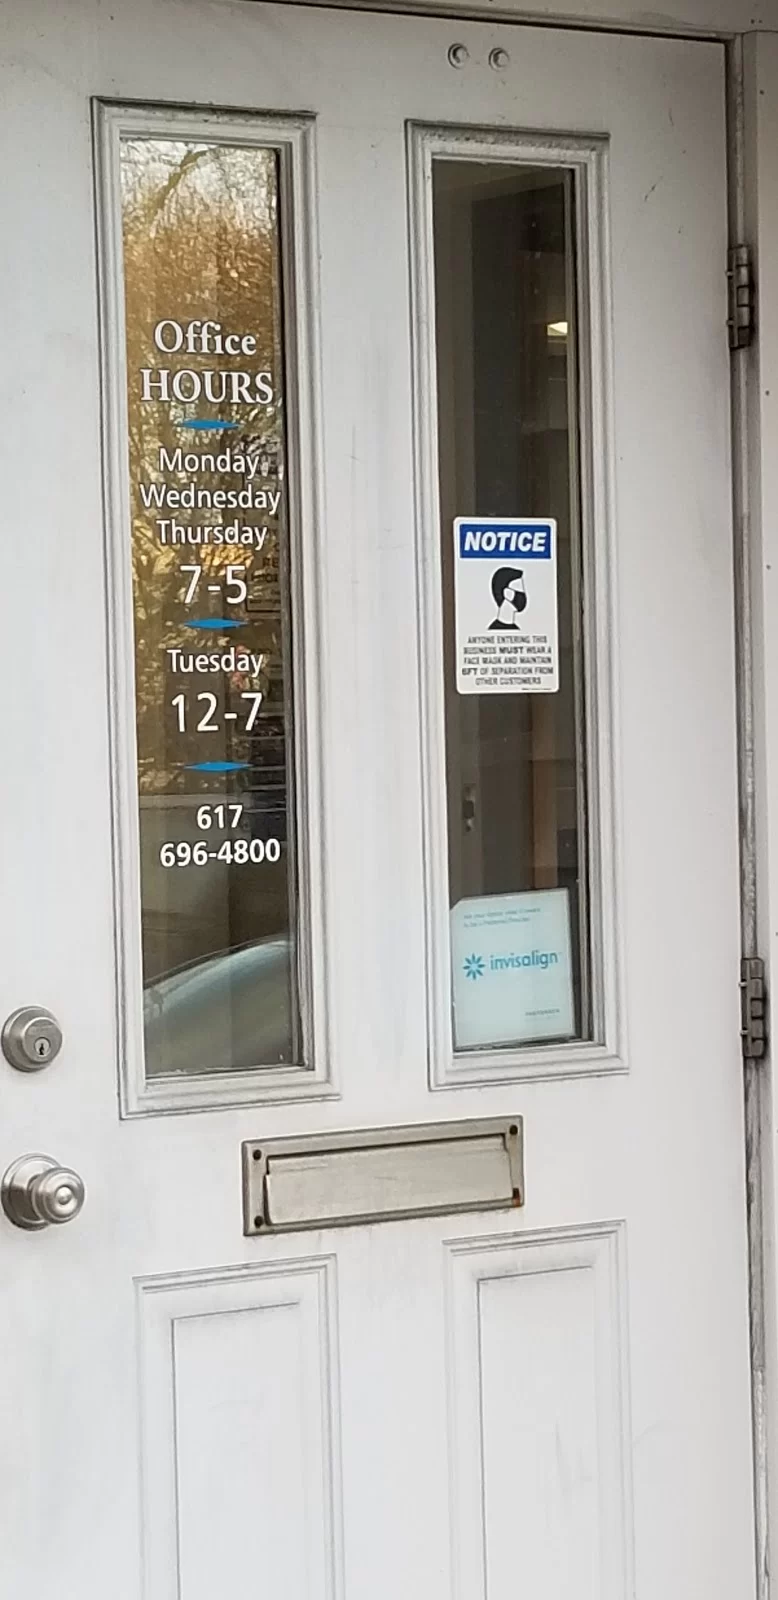 Office
HOURS
Monday,
Wednesday
Thursday
7-5
Tuesday
12-7
617
696-4800
NOTICE
ANYONE ENTERING THIS
BUSINESS MUST WEAR A
FACE MASK AND MAINTAIN
6FT OF SEPARATION FROM
OTHER CUSTOMERS
invisalign